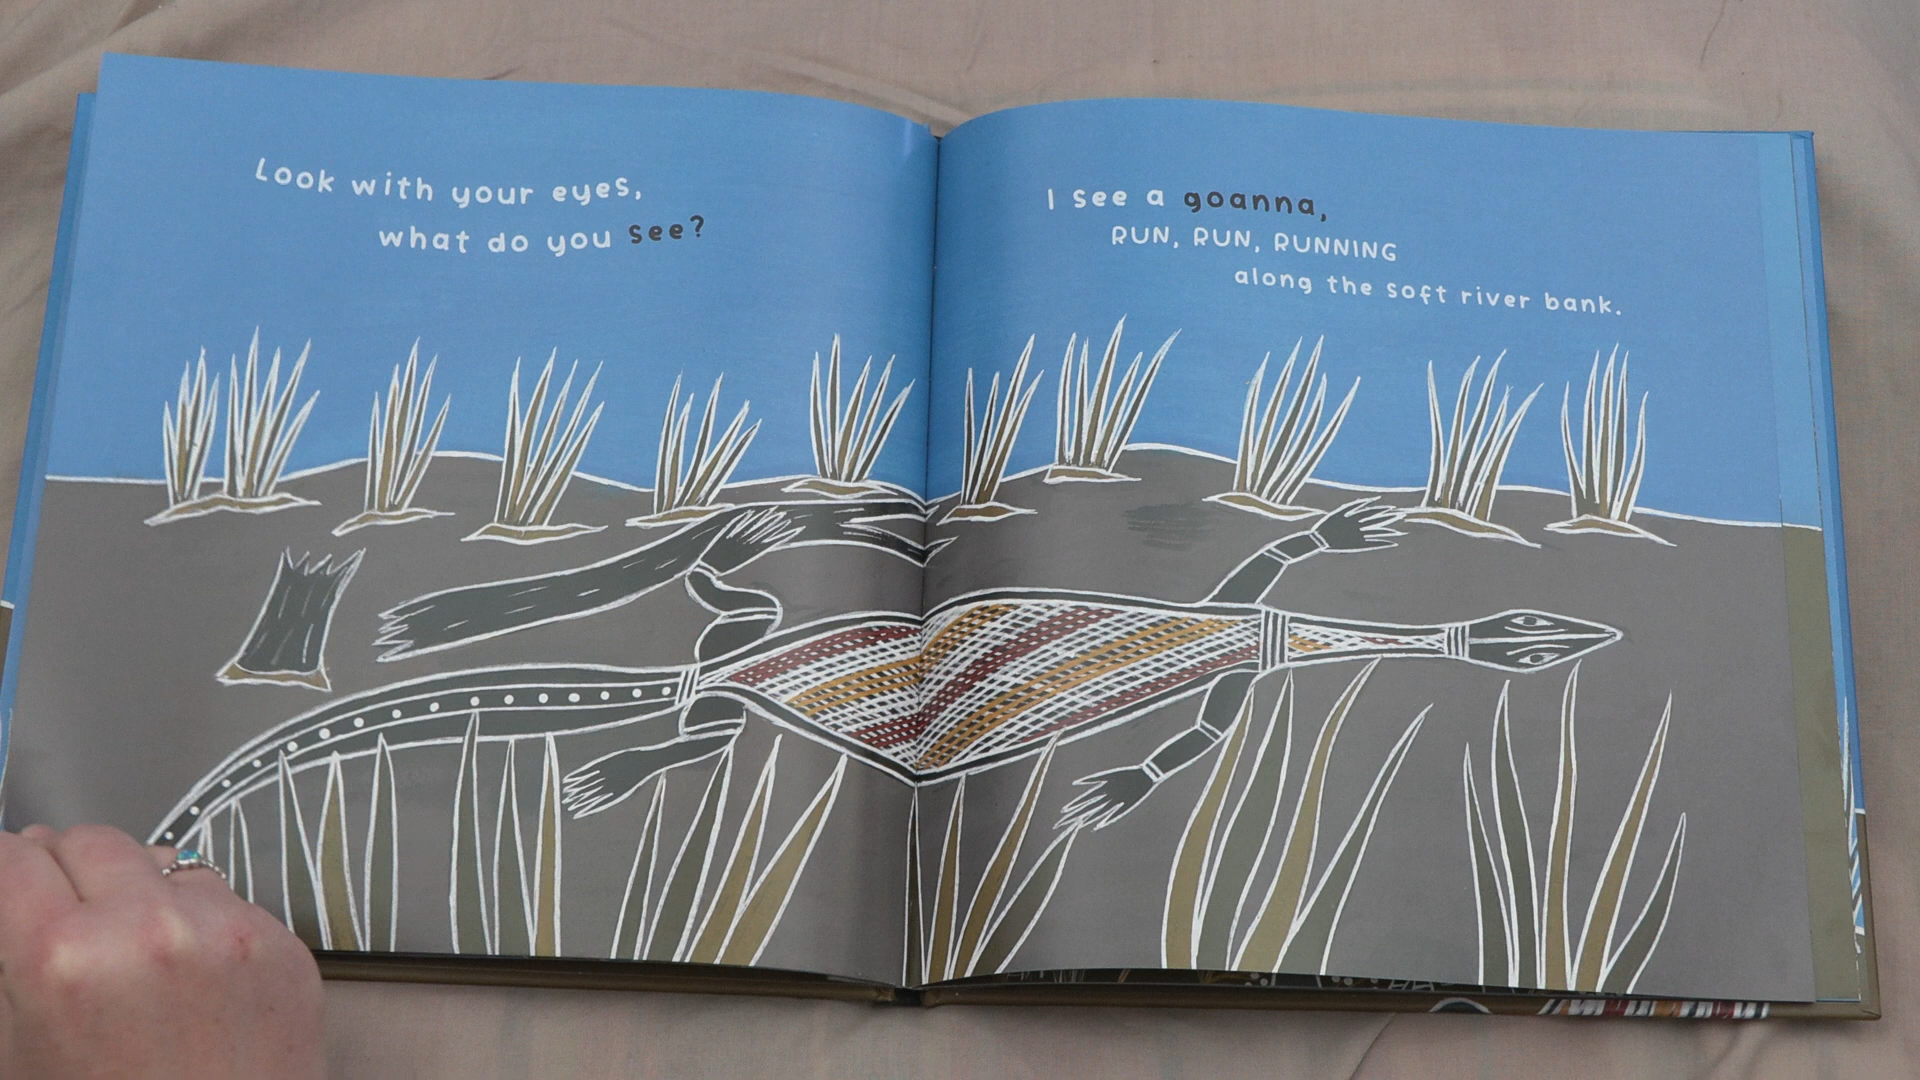 Look with your eyes,
what do you see?
I see a goanna,
RUN, RUN, RUNNING
along the soft river bank.